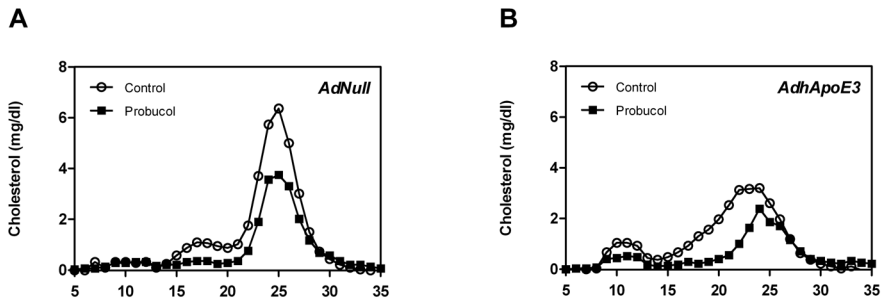 A
B
8
6
4
2
0
Cholesterol (mg/dl)
Control
Probucol
AdNull
5 10 15 20 25 30 35
8
6
4
2
0
Cholesterol (mg/dl)
Control
Probucol
AdhApoE3
5 10 15 20 25 30 35